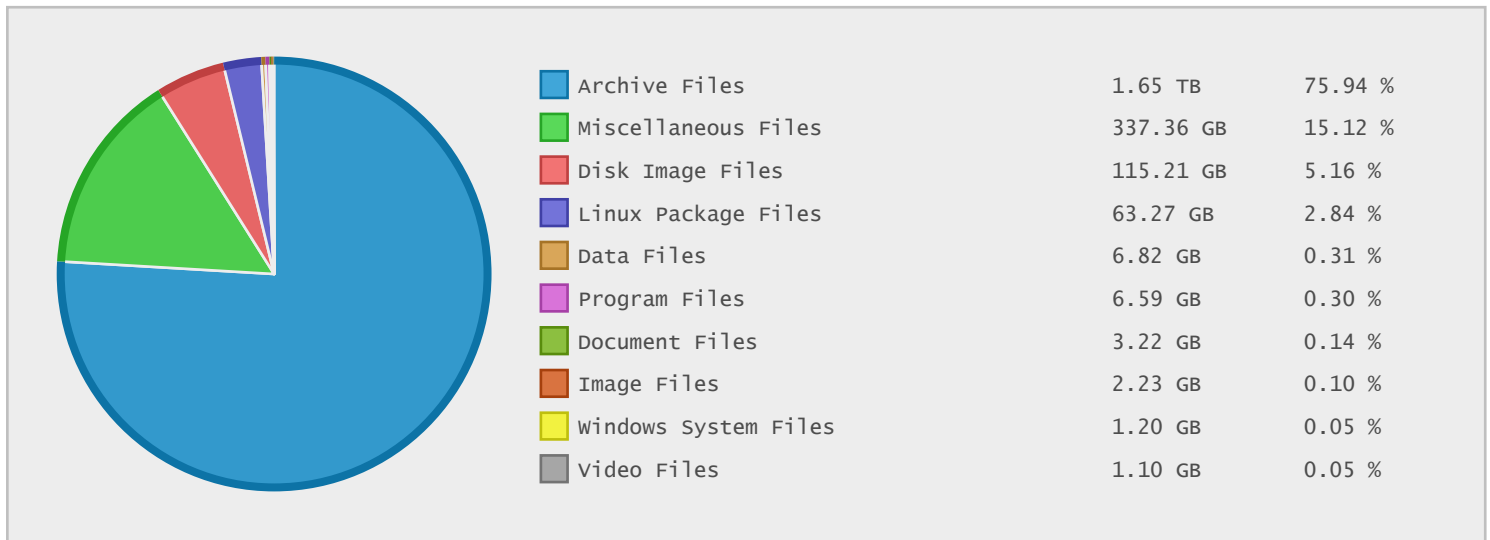 Archive Files 1.65 TB 75.94 %
Miscellaneous Files 337.36 GB 15.12 %
Disk Image Files 115.21 GB 5.16 %
Linux Package Files 63.27 GB 2.84 %
Data Files 6.82 GB 0.31 %
Program Files 6.59 GB 0.30 %
Document Files 3.22 GB 0.14 %
Image Files 2.23 GB 0.10 %
Windows System Files 1.20 GB 0.05 %
Video Files 1.10 GB 0.05 %